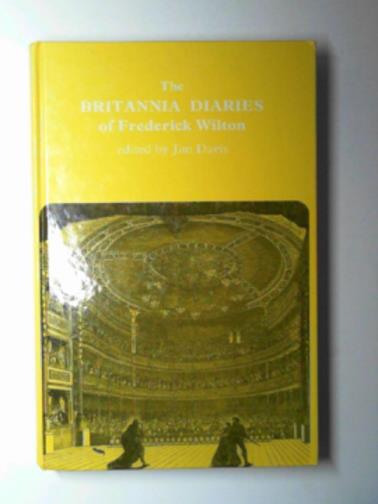 The
BRITANNIA DIARIES
of Frederick Wilton
edited by Jim Davis